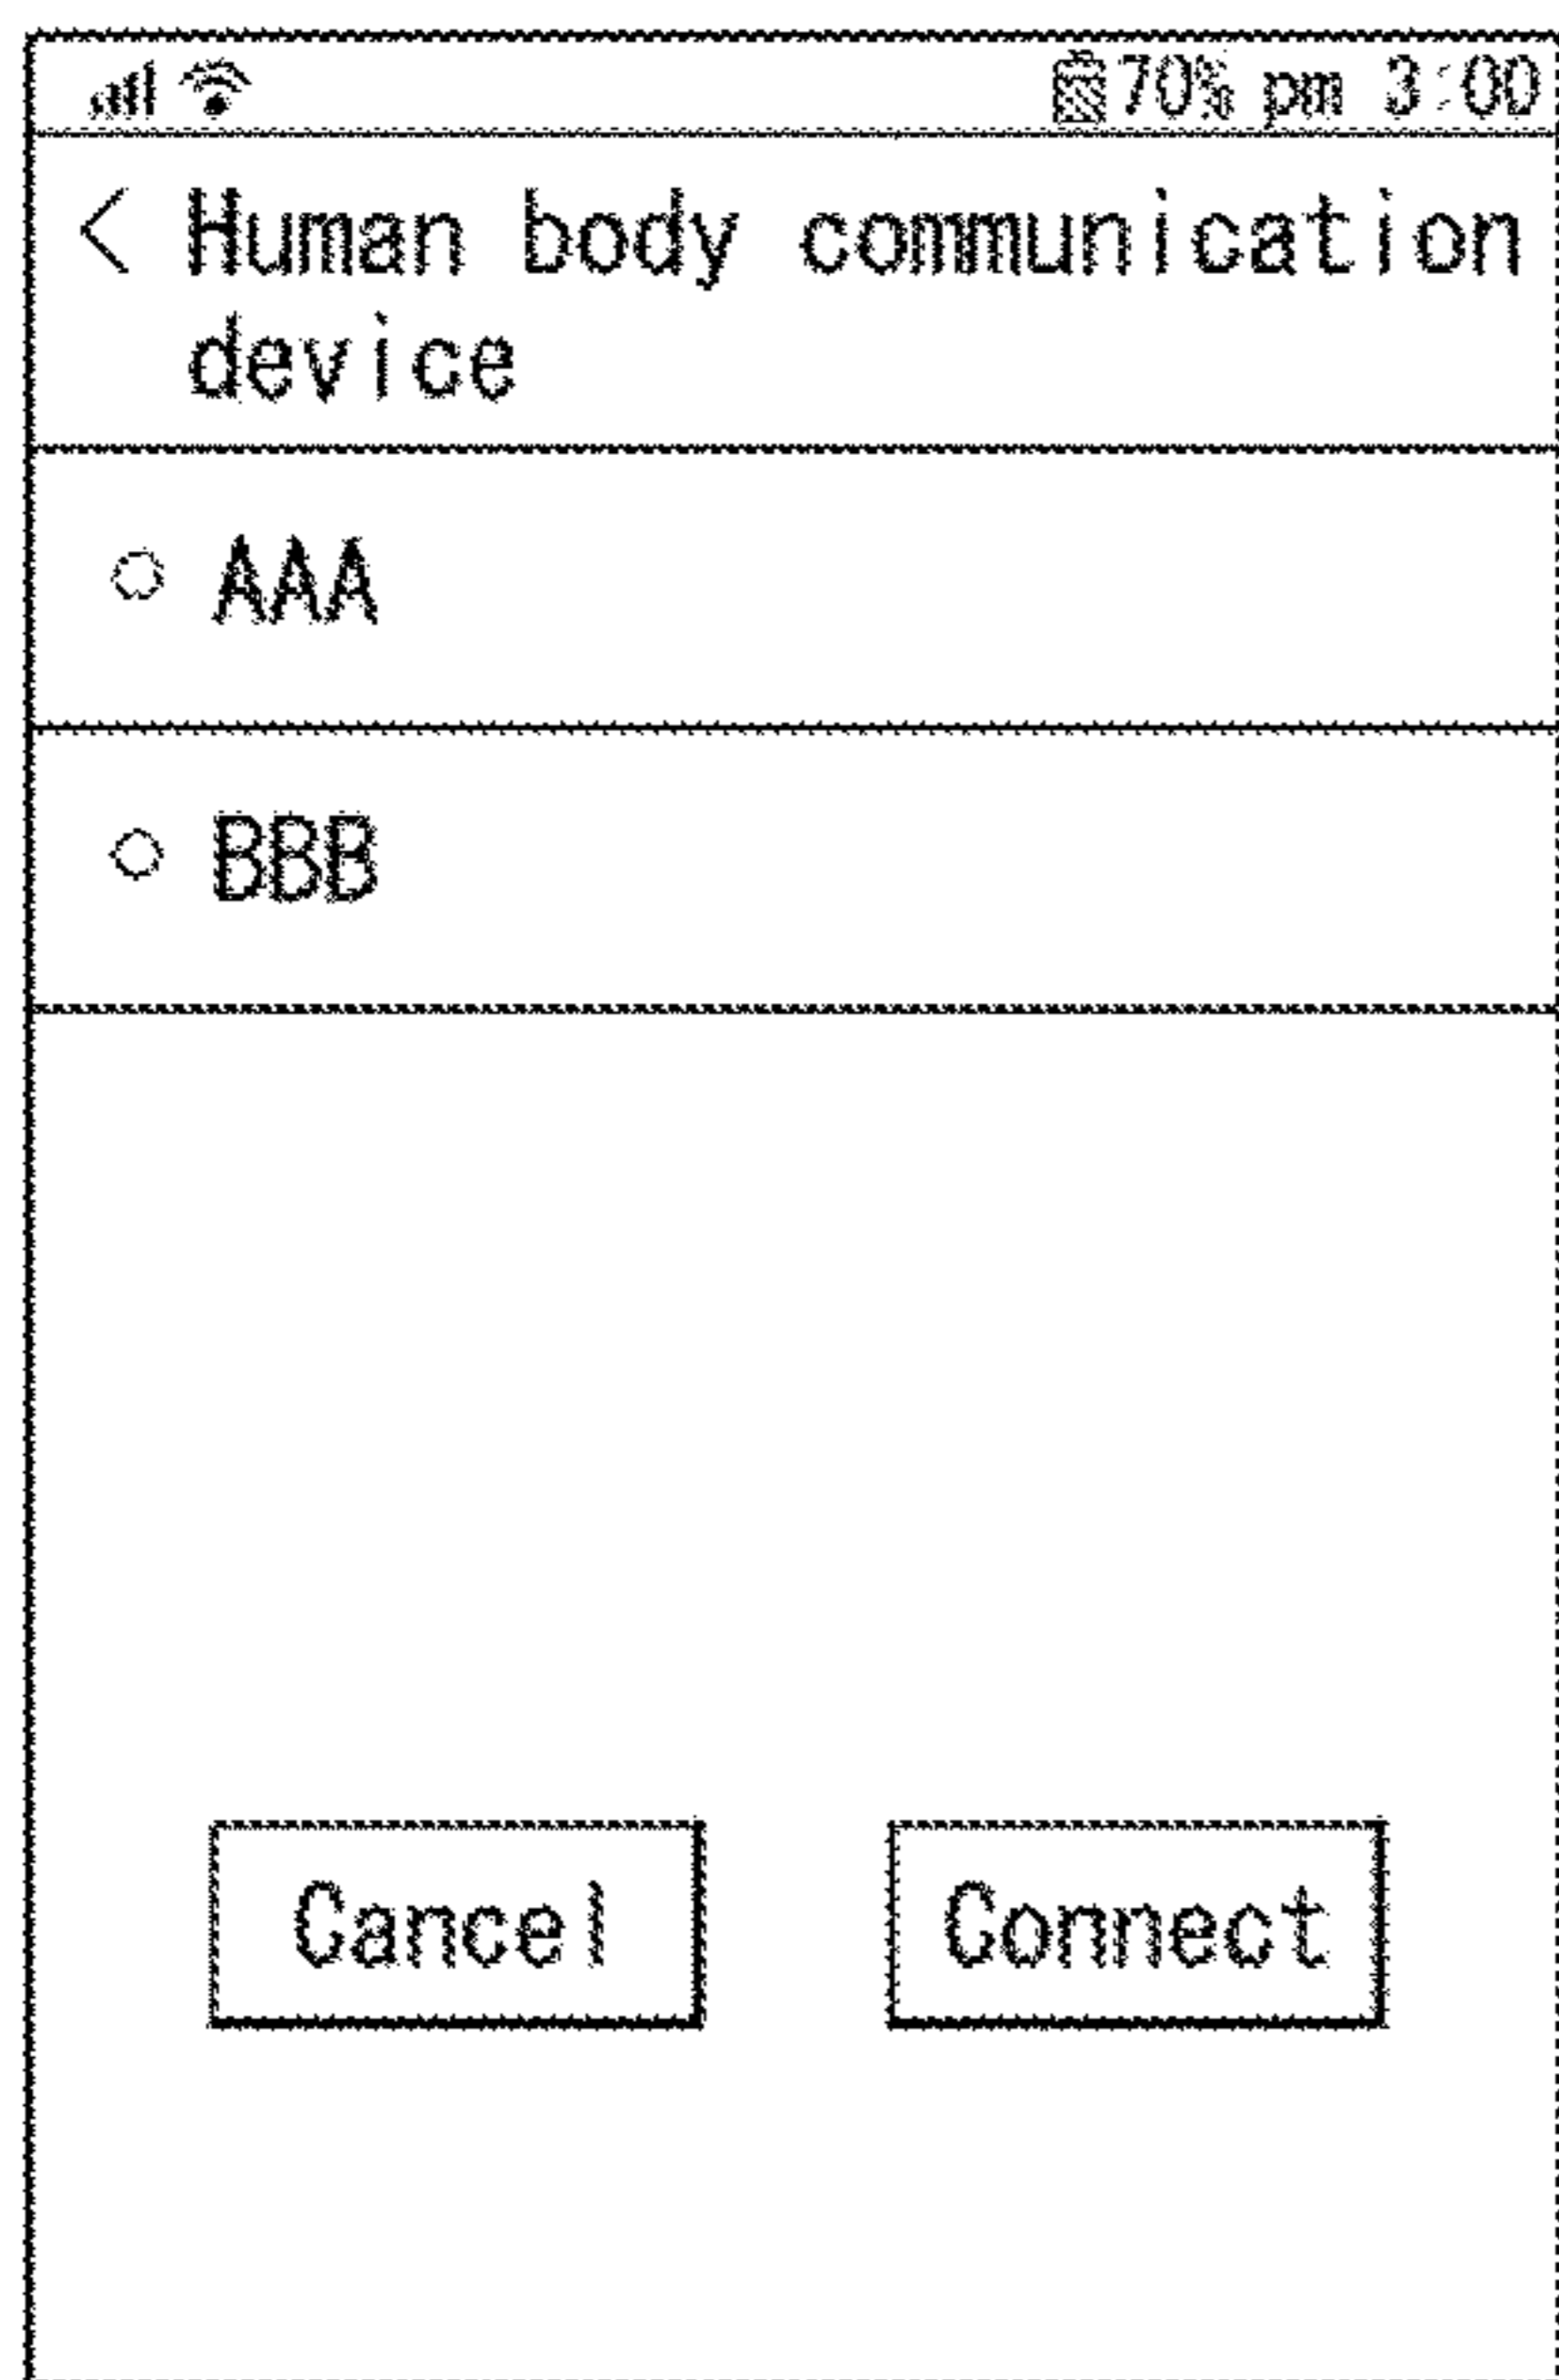 70% pm 3:00
< Human body communication
device
AAA
BBB
Cancel
Connect